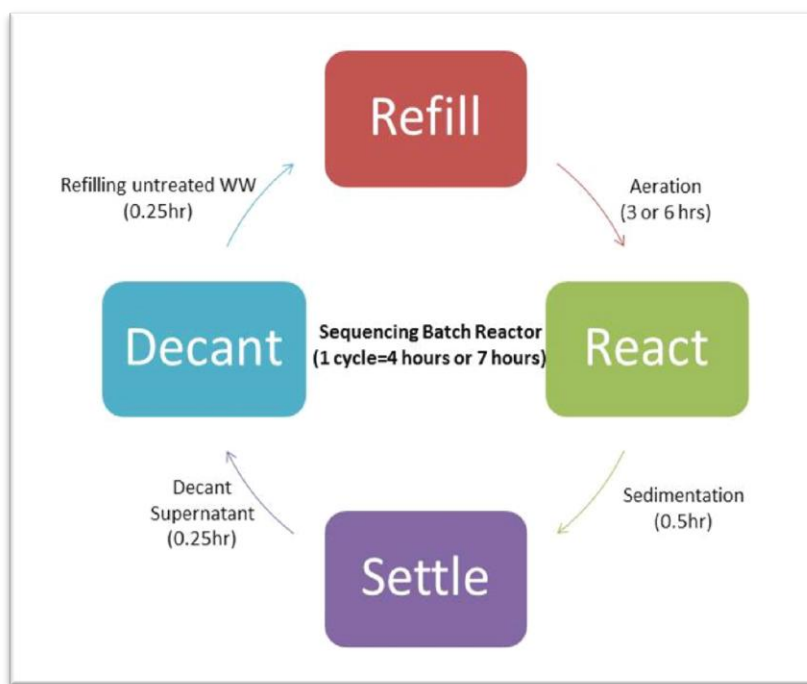 Refill
Refilling untreated WW
(0.25hr)
Aeration
(3 or 6 hrs)
Decant
Sequencing Batch Reactor
(1 cycle=4 hours or 7 hours)
React
Decant
Supernatant
(0.25hr)
Sedimentation
(0.5hr)
Settle